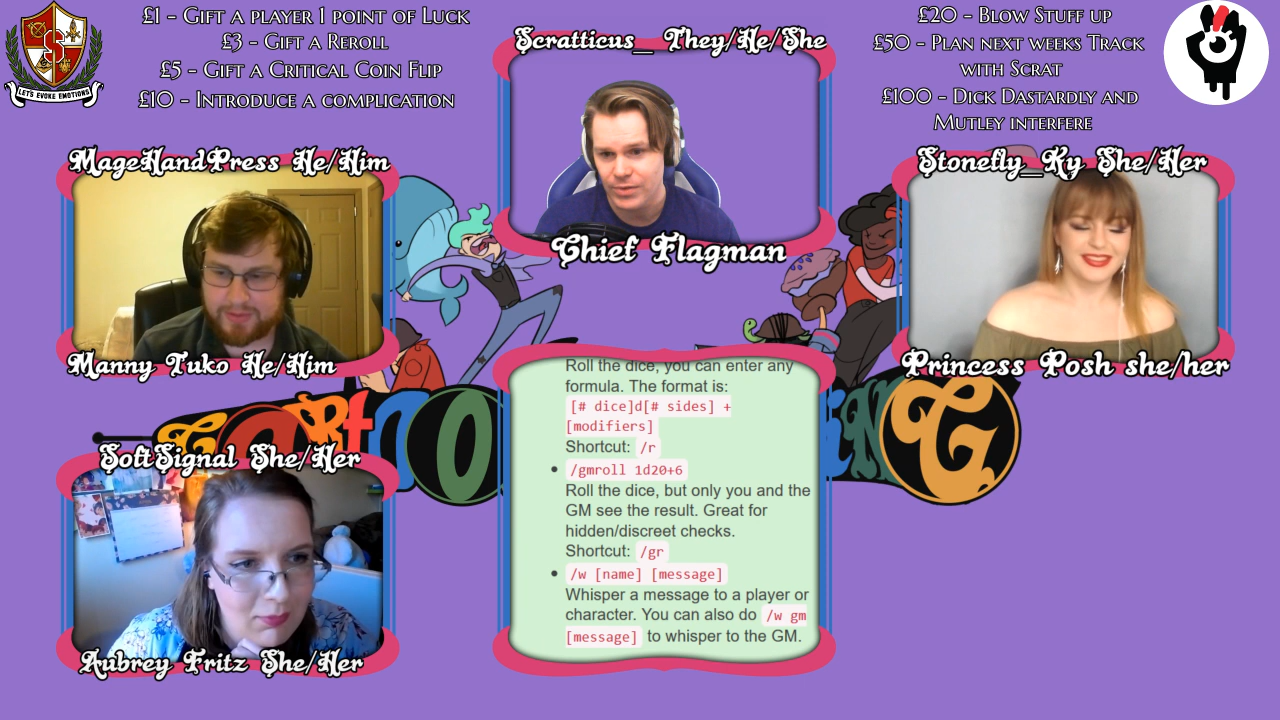 £1 - Gift a player 1 point of Luck
£3 - Gift a Reroll
£5 - Gift a Critical Coin Flip
£10 - Introduce a complication
£20 - Blow Stuff up
£50 - Plan next weeks Track
with Scrat
£100 - Dick Dastardly and
Mutley interfere
LET'S EVOKE EMOTIONS
Scratticus_ They/He/She
Chief Flagman
MageHandPress He/Him
Manny Tuko He/Him
Stonefly_Ky She/Her
Princess Posh she/her
SoftSignal She/Her
Aubrey Fritz She/Her
Roll the dice, you can enter any
formula. The format is:
[# dice]d[# sides] +
[modifiers]
Shortcut: /r
• /gmroll 1d20+6
Roll the dice, but only you and the
GM see the result. Great for
hidden/discreet checks.
Shortcut: /gr
• /w [name] [message]
Whisper a message to a player or
character. You can also do /w gm
[message] to whisper to the GM.